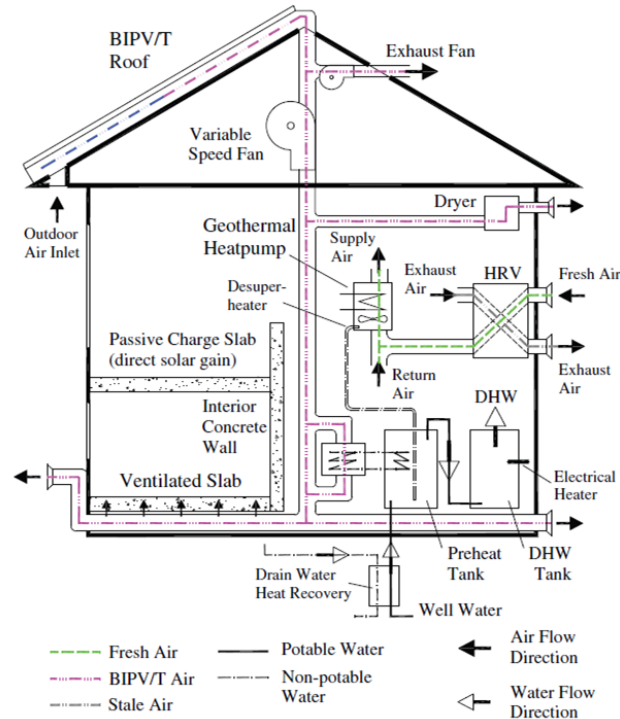 BIPV/T
Roof
Exhaust Fan
Variable
Speed Fan
Outdoor
Air Inlet
Dryer
Geothermal
Heatpump
Supply
Air
Desuper-
heater
Exhaust
Air
HRV
Fresh Air
Exhaust
Air
Return
Air
Passive Charge Slab
(direct solar gain)
Interior
Concrete
Wall
Ventilated Slab
DHW
Electrical
Heater
Preheat
Tank
DHW
Tank
Drain Water
Heat Recovery
Well Water
Fresh Air
BIPV/T Air
Stale Air
Potable Water
Non-potable
Water
Air Flow
Direction
Water Flow
Direction